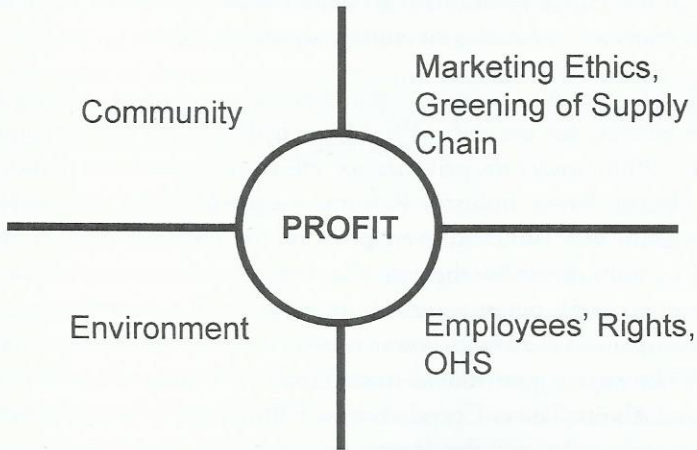 Community
Marketing Ethics,
Greening of Supply
Chain
PROFIT
Environment
Employees' Rights,
OHS